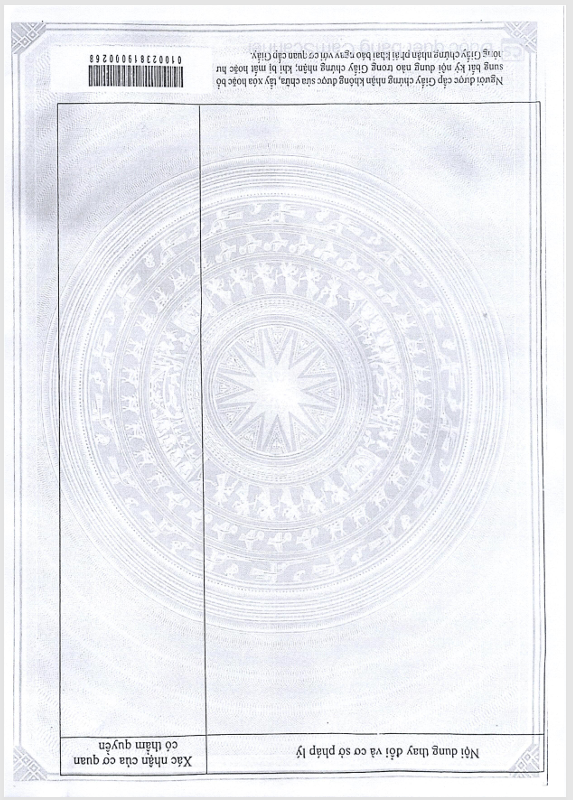 Nội dung thay đổi và cơ sở pháp lý
Xác nhận của cơ quan
có thẩm quyền
Người được cấp Giấy chứng nhận không được sửa chữa, tẩy xóa hoặc bổ
sung bất kỳ nội dung nào trong Giấy chứng nhận; khi bị mất hoặc hư
hỏng Giấy chứng nhận phải khai báo ngay với cơ quan cấp Giấy.
010023819000268